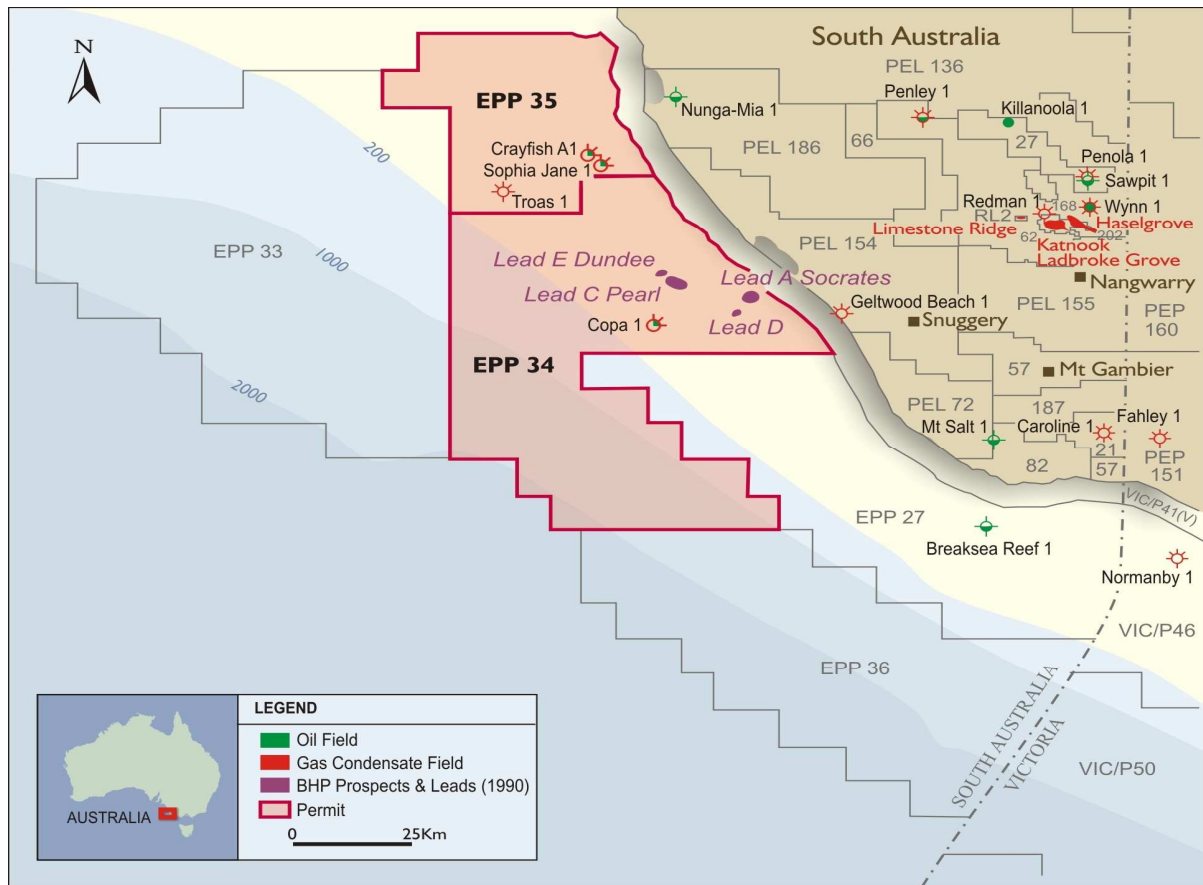 N
South Australia
PEL 136
EPP 35
Nunga-Mia 1
Penley 1
Killanoola 1
66
27
PEL 186
Crayfish A1
Sophia Jane 1
Troas 1
200
Penola 1
Sawpit 1
Redman 1
168
Wynn 1
RL2
Limestone Ridge
Haselgrove
62
202
Katnook
Ladbroke Grove
PEL 154
EPP 33
1000
Lead E Dundee
Lead C Pearl
Lead A Socrates
Lead D
Copa 1
Geltwood Beach 1
Snuggery
Nangwarry
PEL 155
PEP
160
EPP 34
2000
57
Mt Gambier
PEL 72
187
Mt Salt 1
Caroline 1
Fahley 1
21
82
57
PEP
151
VIC/P41(V)
EPP 27
Breaksea Reef 1
Normanby 1
VIC/P46
EPP 36
SOUTH AUSTRALIA
VICTORIA
VIC/P50
AUSTRALIA
LEGEND
Oil Field
Gas Condensate Field
BHP Prospects & Leads (1990)
Permit
0 25Km